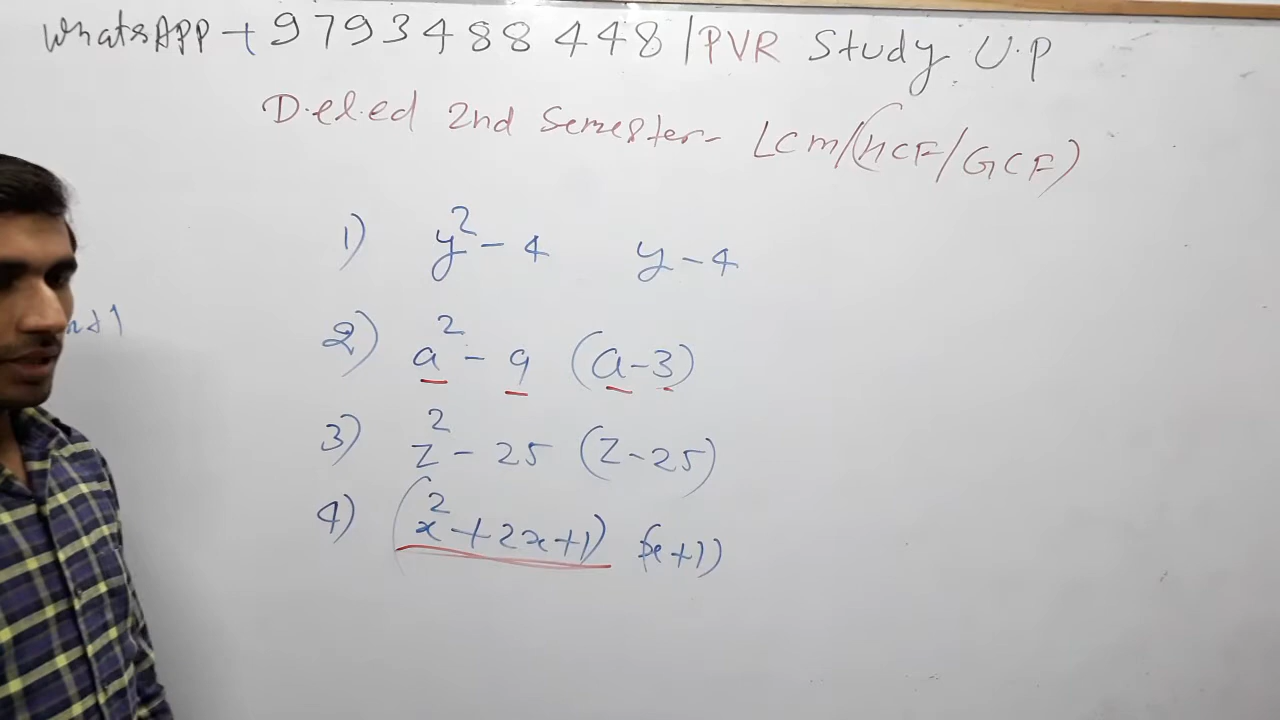 WhatsAPP + 9793488448 | PVR Study U.P
D.el.ed 2nd Semester- LCM/(HCF/GCF)
1) y² - 4 y - 4
2) a² - 9 (a-3)
3) z² - 25 (z-25)
4) (x²+2x+1) (x+1)